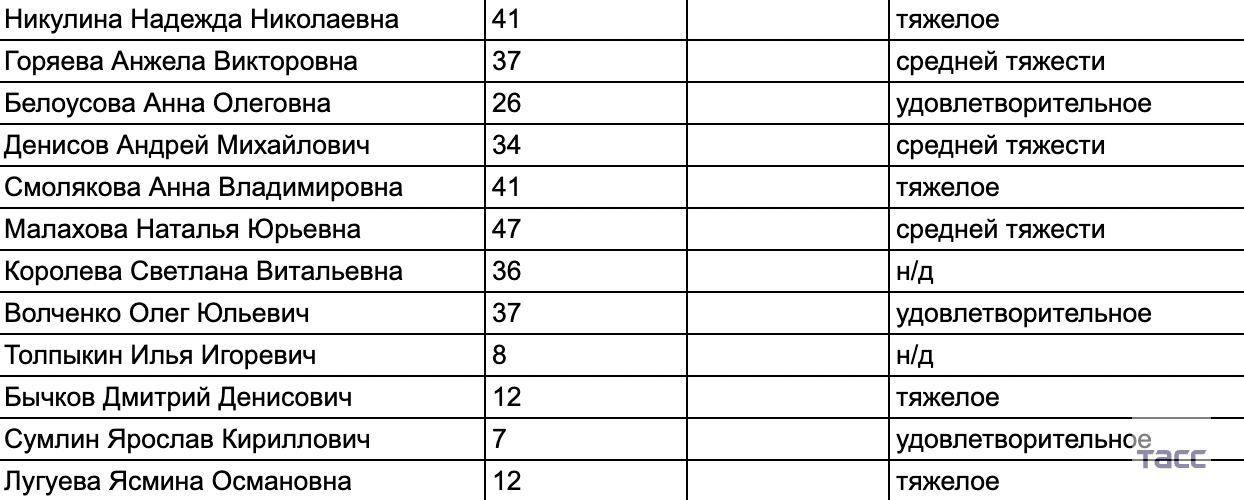 Никулина Надежда Николаевна 41 тяжелое
Горяева Анжела Викторовна 37 средней тяжести
Белоусова Анна Олеговна 26 удовлетворительное
Денисов Андрей Михайлович 34 средней тяжести
Смолякова Анна Владимировна 41 тяжелое
Малахова Наталья Юрьевна 47 средней тяжести
Королева Светлана Витальевна 36 н/д
Волченко Олег Юльевич 37 удовлетворительное
Толпыкин Илья Игоревич 8 н/д
Бычков Дмитрий Денисович 12 тяжелое
Сумлин Ярослав Кириллович 7 удовлетворительное
Лугуева Ясмина Османовна 12 тяжелое
тасс